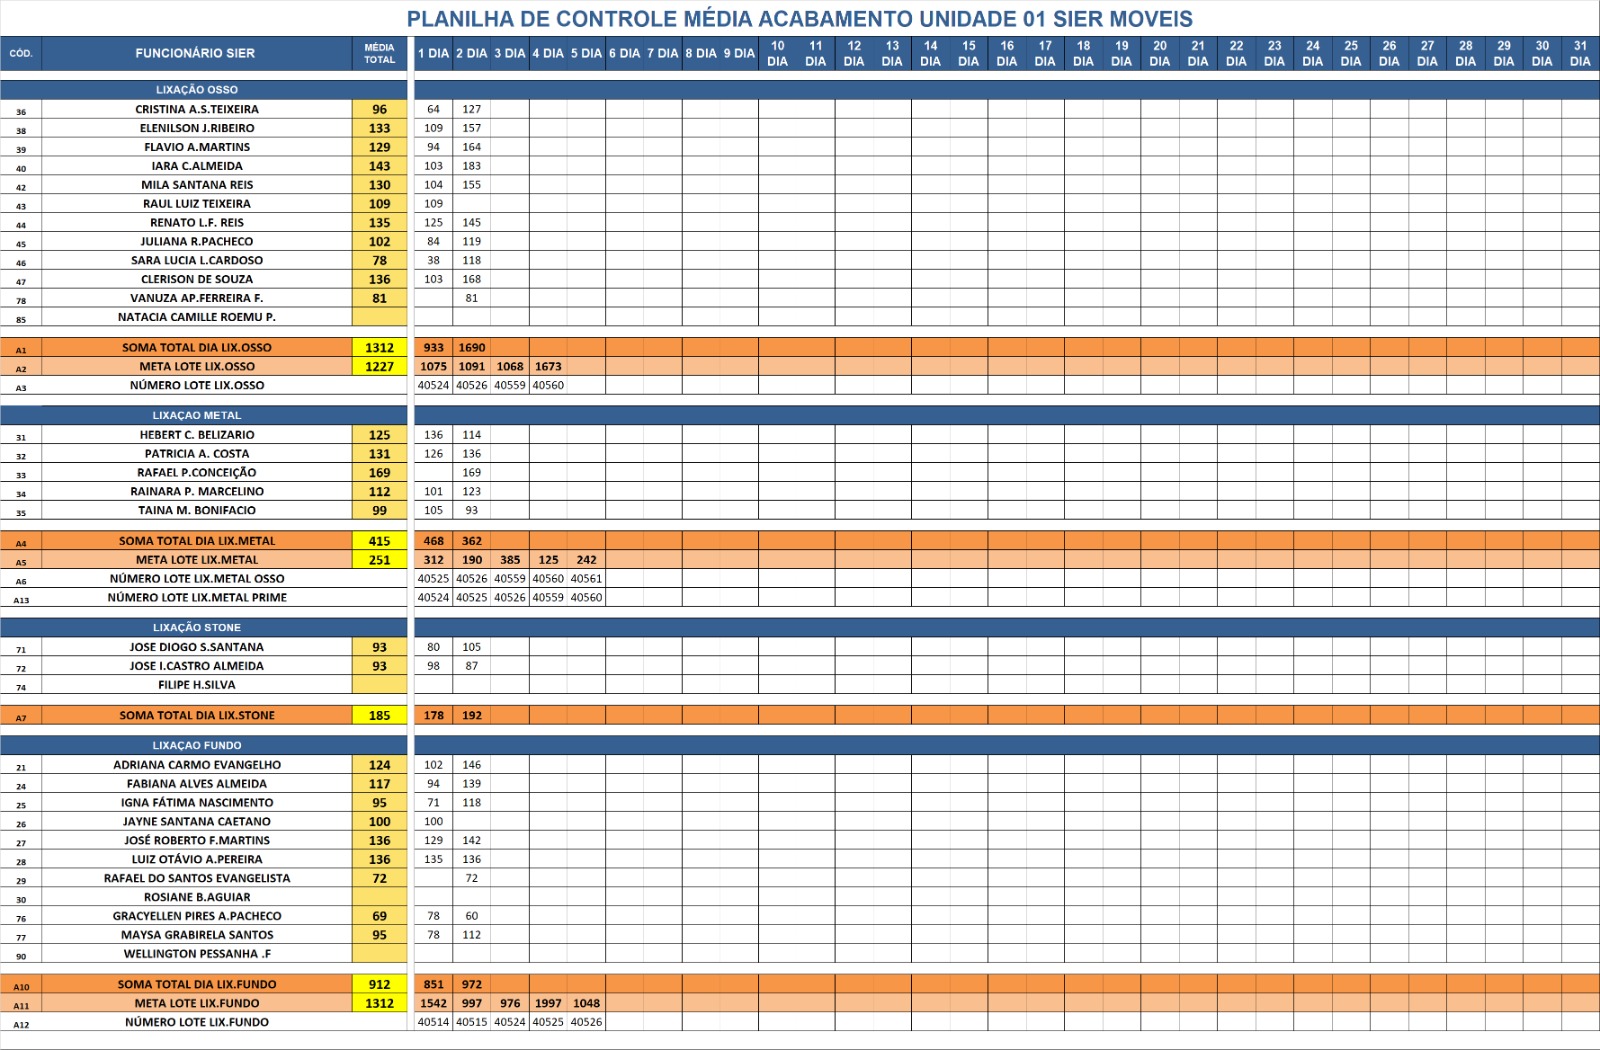 PLANILHA DE CONTROLE MÉDIA ACABAMENTO UNIDADE 01 SIER MOVEIS
CÓD. FUNCIONÁRIO SIER MÉDIA TOTAL 1 DIA 2 DIA 3 DIA 4 DIA 5 DIA 6 DIA 7 DIA 8 DIA 9 DIA 10 DIA 11 DIA 12 DIA 13 DIA 14 DIA 15 DIA 16 DIA 17 DIA 18 DIA 19 DIA 20 DIA 21 DIA 22 DIA 23 DIA 24 DIA 25 DIA 26 DIA 27 DIA 28 DIA 29 DIA 30 DIA 31 DIA
LIXAÇÃO OSSO
36 CRISTINA A.S.TEIXEIRA 96 64 127
38 ELENILSON J.RIBEIRO 133 109 157
39 FLAVIO A.MARTINS 129 94 164
40 IARA C.ALMEIDA 143 103 183
42 MILA SANTANA REIS 130 104 155
43 RAUL LUIZ TEIXEIRA 109 109
44 RENATO L.F. REIS 135 125 145
45 JULIANA R.PACHECO 102 84 119
46 SARA LUCIA L.CARDOSO 78 38 118
47 CLERISON DE SOUZA 136 103 168
78 VANUZA AP.FERREIRA F. 81 81
85 NATACIA CAMILLE ROEMU P.
A1 SOMA TOTAL DIA LIX.OSSO 1312 933 1690
A2 META LOTE LIX.OSSO 1227 1075 1091 1068 1673
A3 NÚMERO LOTE LIX.OSSO 40524 40526 40559 40560
LIXAÇAO METAL
31 HEBERT C. BELIZARIO 125 136 114
32 PATRICIA A. COSTA 131 126 136
33 RAFAEL P.CONCEIÇÃO 169 169
34 RAINARA P. MARCELINO 112 101 123
35 TAINA M. BONIFACIO 99 105 93
A4 SOMA TOTAL DIA LIX.METAL 415 468 362
A5 META LOTE LIX.METAL 251 312 190 385 125 242
A6 NÚMERO LOTE LIX.METAL OSSO 40525 40526 40559 40560 40561
A13 NÚMERO LOTE LIX.METAL PRIME 40524 40525 40526 40559 40560
LIXAÇÃO STONE
71 JOSE DIOGO S.SANTANA 93 80 105
72 JOSE I.CASTRO ALMEIDA 93 98 87
74 FILIPE H.SILVA
A7 SOMA TOTAL DIA LIX.STONE 185 178 192
LIXAÇAO FUNDO
21 ADRIANA CARMO EVANGELHO 124 102 146
24 FABIANA ALVES ALMEIDA 117 94 139
25 IGNA FÁTIMA NASCIMENTO 95 71 118
26 JAYNE SANTANA CAETANO 100 100
27 JOSÉ ROBERTO F.MARTINS 136 129 142
28 LUIZ OTÁVIO A.PEREIRA 136 135 136
29 RAFAEL DO SANTOS EVANGELISTA 72 72
30 ROSIANE B.AGUIAR
76 GRACYELLEN PIRES A.PACHECO 69 78 60
77 MAYSA GRABIRELA SANTOS 95 78 112
90 WELLINGTON PESSANHA .F
A10 SOMA TOTAL DIA LIX.FUNDO 912 851 972
A11 META LOTE LIX.FUNDO 1312 1542 997 976 1997 1048
A12 NÚMERO LOTE LIX.FUNDO 40514 40515 40524 40525 40526